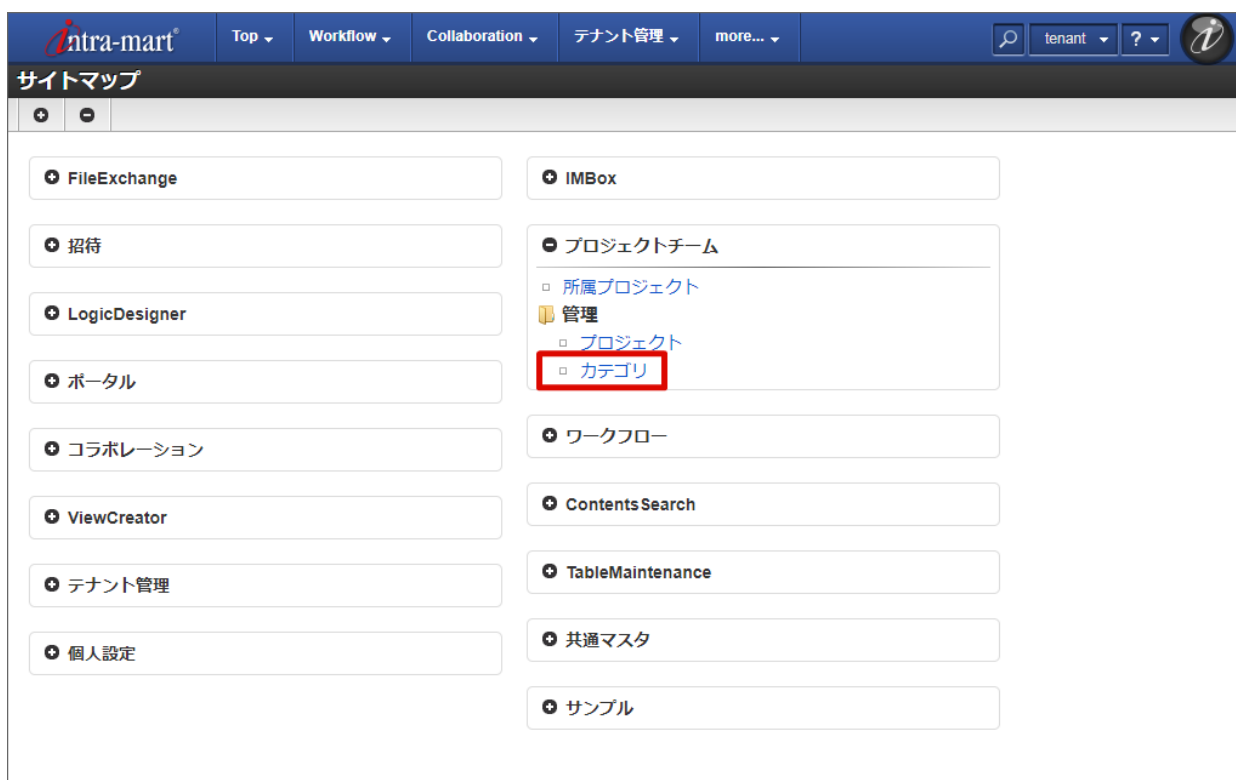 intra-mart®
Top
Workflow
Collaboration
テナント管理
more...
tenant
?
サイトマップ
FileExchange
招待
LogicDesigner
ポータル
コラボレーション
ViewCreator
テナント管理
個人設定
IMBox
プロジェクトチーム
所属プロジェクト
管理
プロジェクト
カテゴリ
ワークフロー
ContentsSearch
TableMaintenance
共通マスタ
サンプル